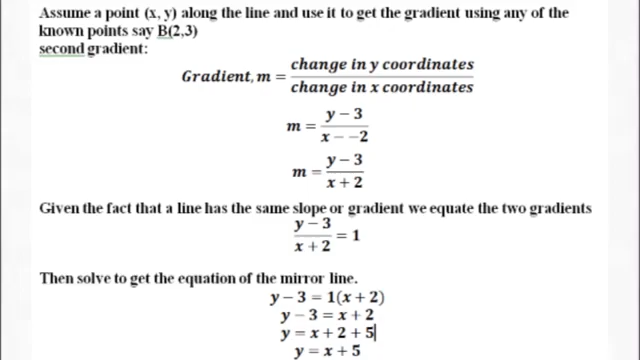 Assume a point (x, y) along the line and use it to get the gradient using any of the
known points say B(2,3)
second gradient:
Gradient, m = change in y coordinates / change in x coordinates
m = y − 3 / x − −2
m = y − 3 / x + 2
Given the fact that a line has the same slope or gradient we equate the two gradients
y − 3 / x + 2 = 1
Then solve to get the equation of the mirror line.
y − 3 = 1(x + 2)
y − 3 = x + 2
y = x + 2 + 5
y = x + 5